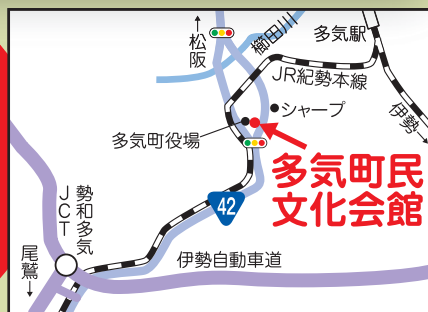 ↑
松阪
櫛田川
多気駅
JR紀勢本線
シャープ
伊勢
多気町役場
多気町民
文化会館
42
勢和多気
JCT
伊勢自動車道
尾鷲
↓